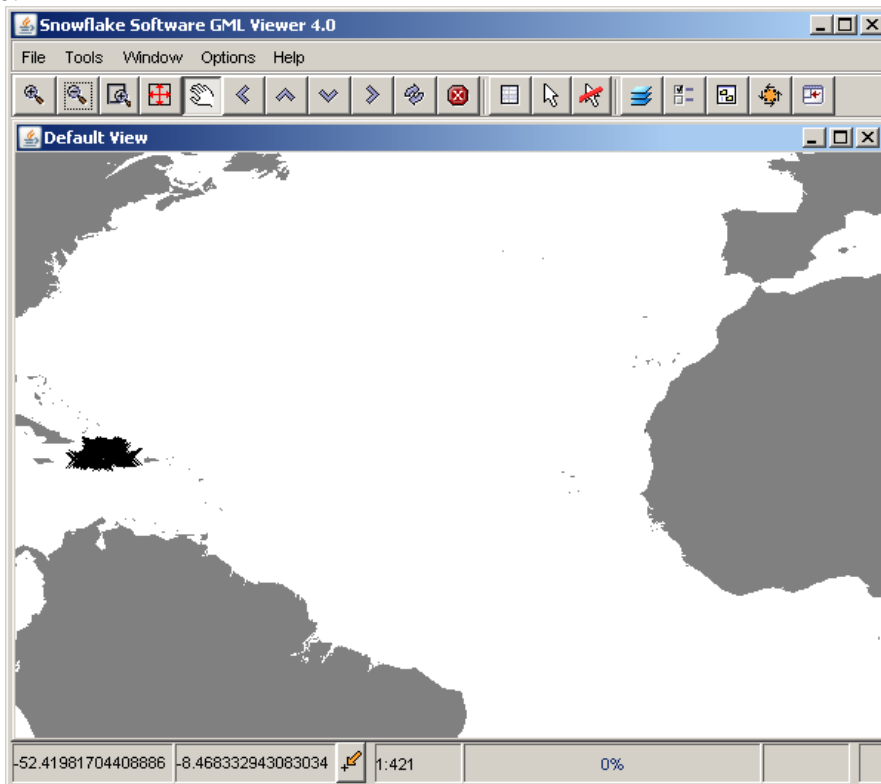 Snowflake Software GML Viewer 4.0
File Tools Window Options Help
Default View
-52.41981704408886 -8.468332943083034 1:421 0%